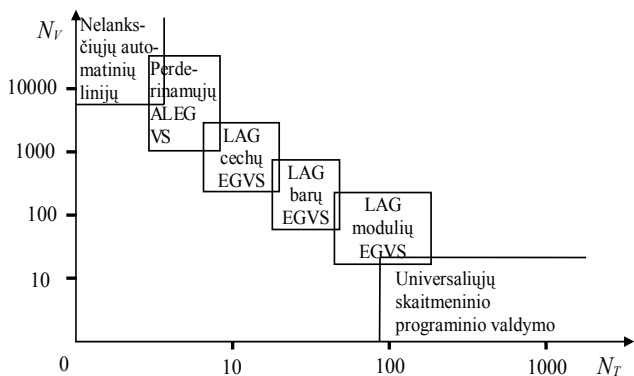 N_V
Nelanks-
čiųjų auto-
matinių
linijų
Perde-
rinamųjų
ALEG
VS
LAG
cechų
EGVS
LAG
barų
EGVS
LAG
modulių
EGVS
Universaliųjų
skaitmeninio
programinio valdymo
10000
1000
100
10
0
10
100
1000
N_T